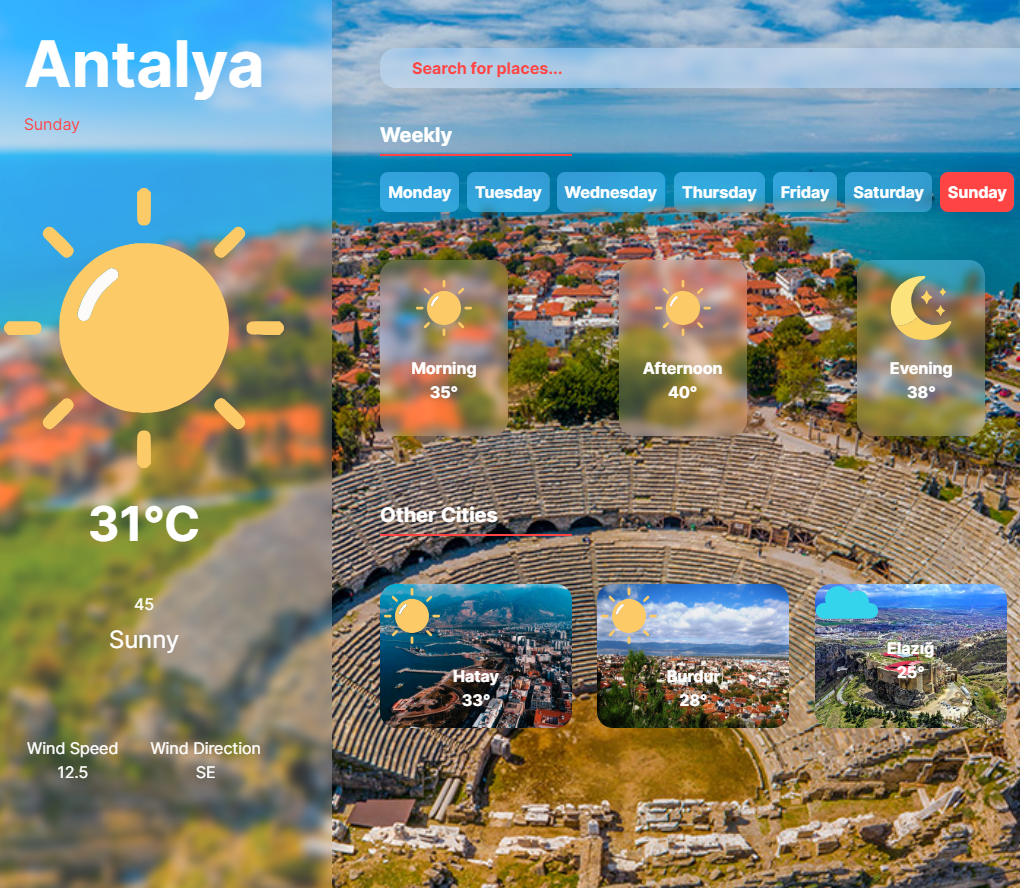 Antalya
Sunday
31°C
45
Sunny
Wind Speed
12.5
Wind Direction
SE
Search for places...
Weekly
Monday
Tuesday
Wednesday
Thursday
Friday
Saturday
Sunday
Morning
35°
Afternoon
40°
Evening
38°
Other Cities
Hatay
33°
Burdur
28°
Elazığ
25°